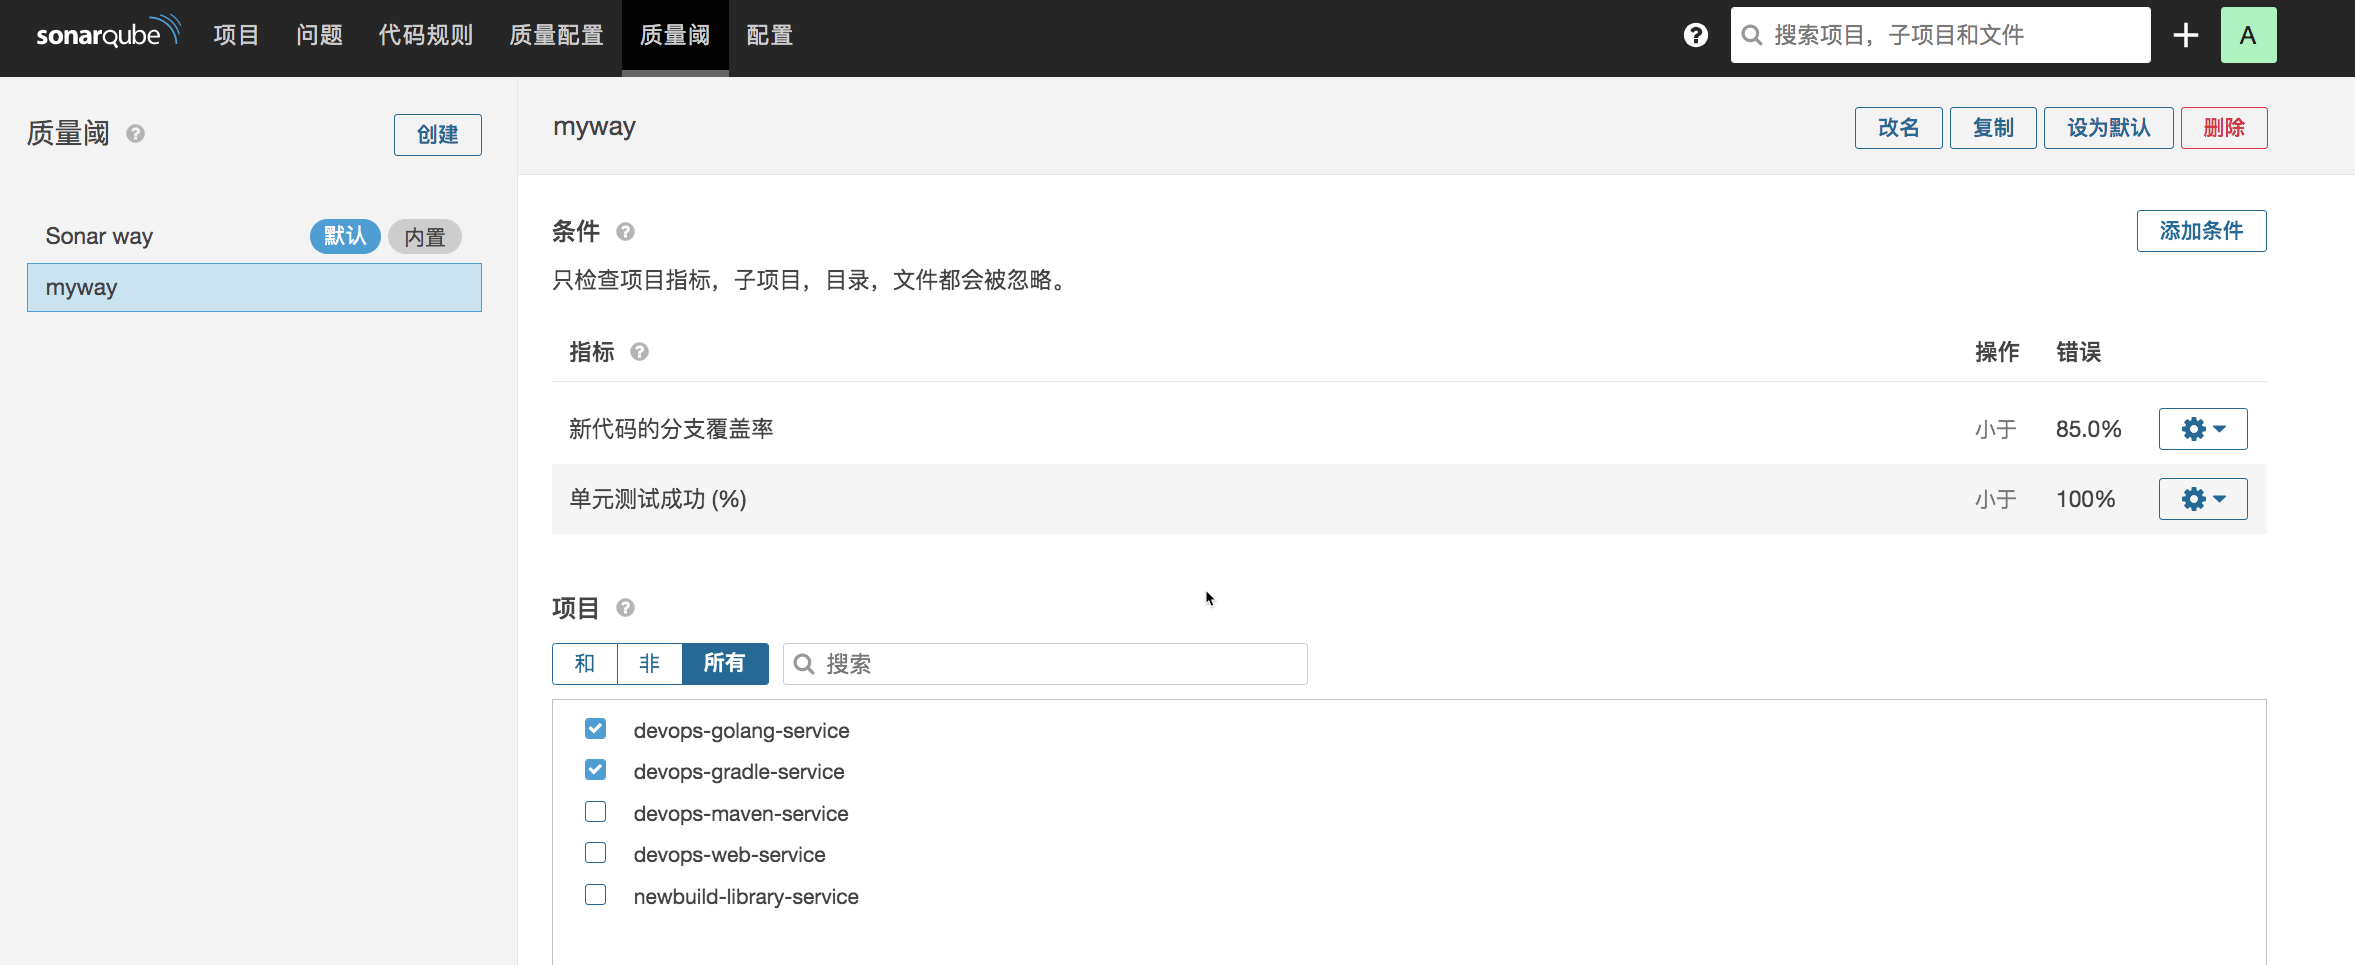 sonarqube 项目 问题 代码规则 质量配置 质量阈 配置 ? 搜索项目，子项目和文件 + A
质量阈 ? 创建
Sonar way 默认 内置
myway
myway 改名 复制 设为默认 删除
条件 ? 添加条件
只检查项目指标，子项目，目录，文件都会被忽略。
指标 ? 操作 错误
新代码的分支覆盖率 小于 85.0%
单元测试成功 (%) 小于 100%
项目 ?
和 非 所有 搜索
devops-golang-service
devops-gradle-service
devops-maven-service
devops-web-service
newbuild-library-service